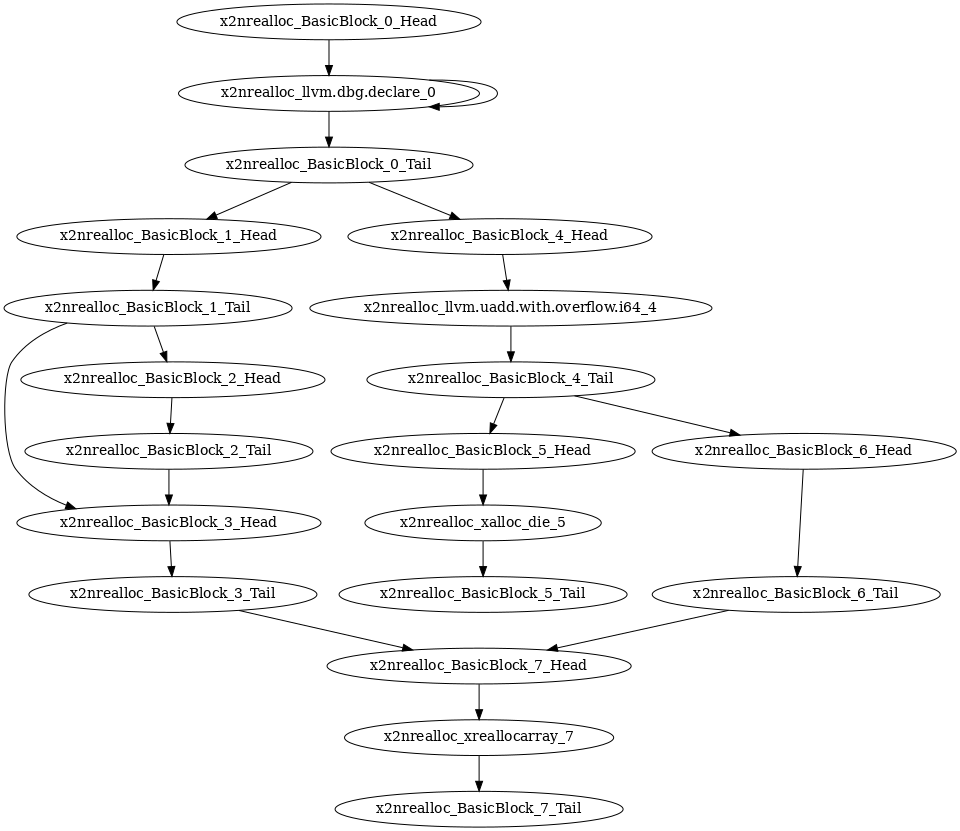 x2nrealloc_BasicBlock_0_Head
x2nrealloc_llvm.dbg.declare_0
x2nrealloc_BasicBlock_0_Tail
x2nrealloc_BasicBlock_1_Head
x2nrealloc_BasicBlock_4_Head
x2nrealloc_BasicBlock_1_Tail
x2nrealloc_llvm.uadd.with.overflow.i64_4
x2nrealloc_BasicBlock_2_Head
x2nrealloc_BasicBlock_4_Tail
x2nrealloc_BasicBlock_2_Tail
x2nrealloc_BasicBlock_5_Head
x2nrealloc_BasicBlock_6_Head
x2nrealloc_BasicBlock_3_Head
x2nrealloc_xalloc_die_5
x2nrealloc_BasicBlock_3_Tail
x2nrealloc_BasicBlock_5_Tail
x2nrealloc_BasicBlock_6_Tail
x2nrealloc_BasicBlock_7_Head
x2nrealloc_xreallocarray_7
x2nrealloc_BasicBlock_7_Tail